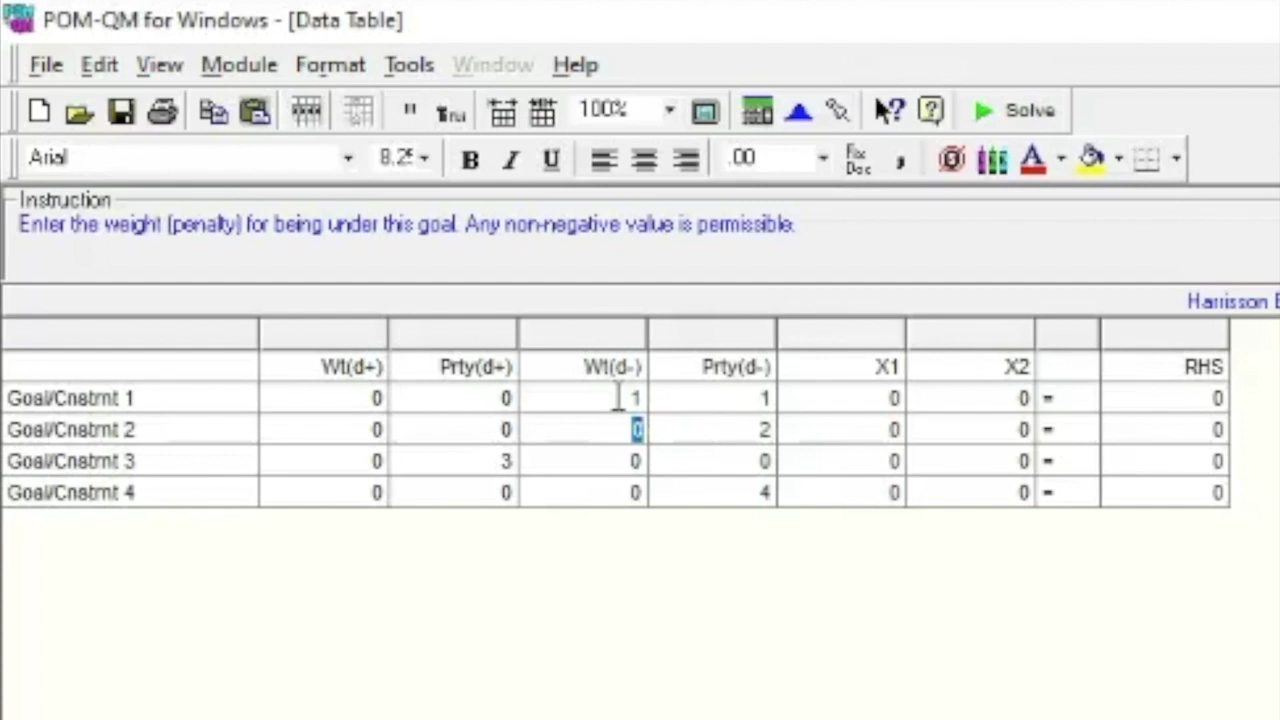 POM-QM for Windows - [Data Table]
File Edit View Module Format Tools Window Help
100% Solve
Arial 8.25 B I U .00 Fix Dec , A
Instruction
Enter the weight (penalty) for being under this goal. Any non-negative value is permissible.
Harrisson
Wt(d+) Prty(d+) Wt(d-) Prty(d-) X1 X2 RHS
Goal/Cnstrnt 1 0 0 1 1 0 0 = 0
Goal/Cnstrnt 2 0 0 0 2 0 0 = 0
Goal/Cnstrnt 3 0 3 0 0 0 0 = 0
Goal/Cnstrnt 4 0 0 0 4 0 0 = 0